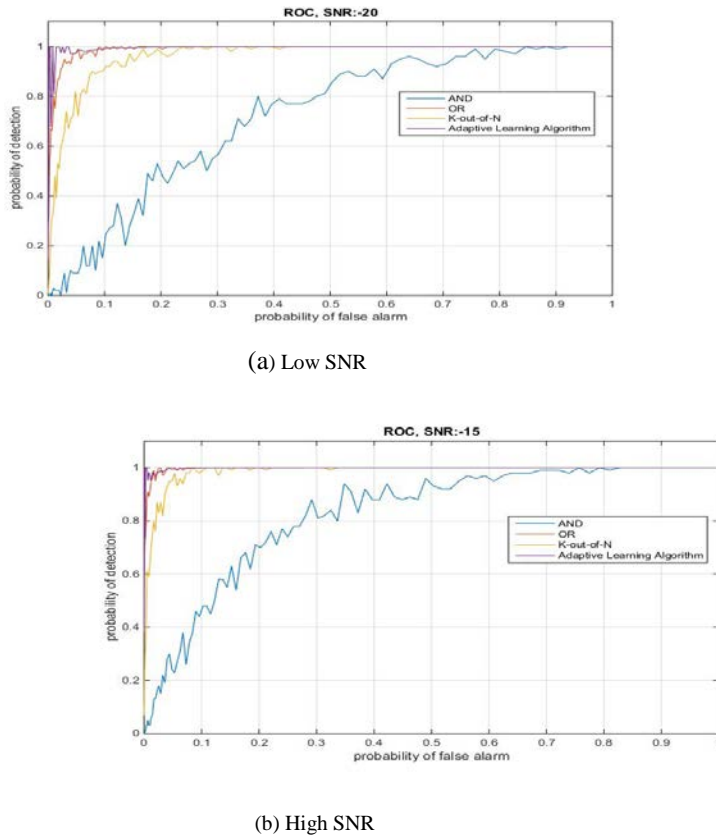 ROC, SNR:-20
1
0.8
0.6
0.4
0.2
0
probability of detection
AND
OR
K-out-of-N
Adaptive Learning Algorithm
0 0.1 0.2 0.3 0.4 0.5 0.6 0.7 0.8 0.9 1
probability of false alarm
(a) Low SNR
ROC, SNR:-15
1
0.8
0.6
0.4
0.2
0
probability of detection
AND
OR
K-out-of-N
Adaptive Learning Algorithm
0 0.1 0.2 0.3 0.4 0.5 0.6 0.7 0.8 0.9
probability of false alarm
(b) High SNR